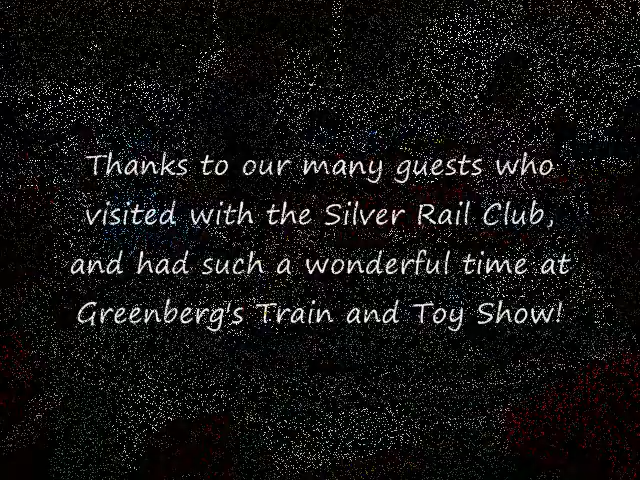 Thanks to our many guests who
visited with the Silver Rail Club,
and had such a wonderful time at
Greenberg's Train and Toy Show!